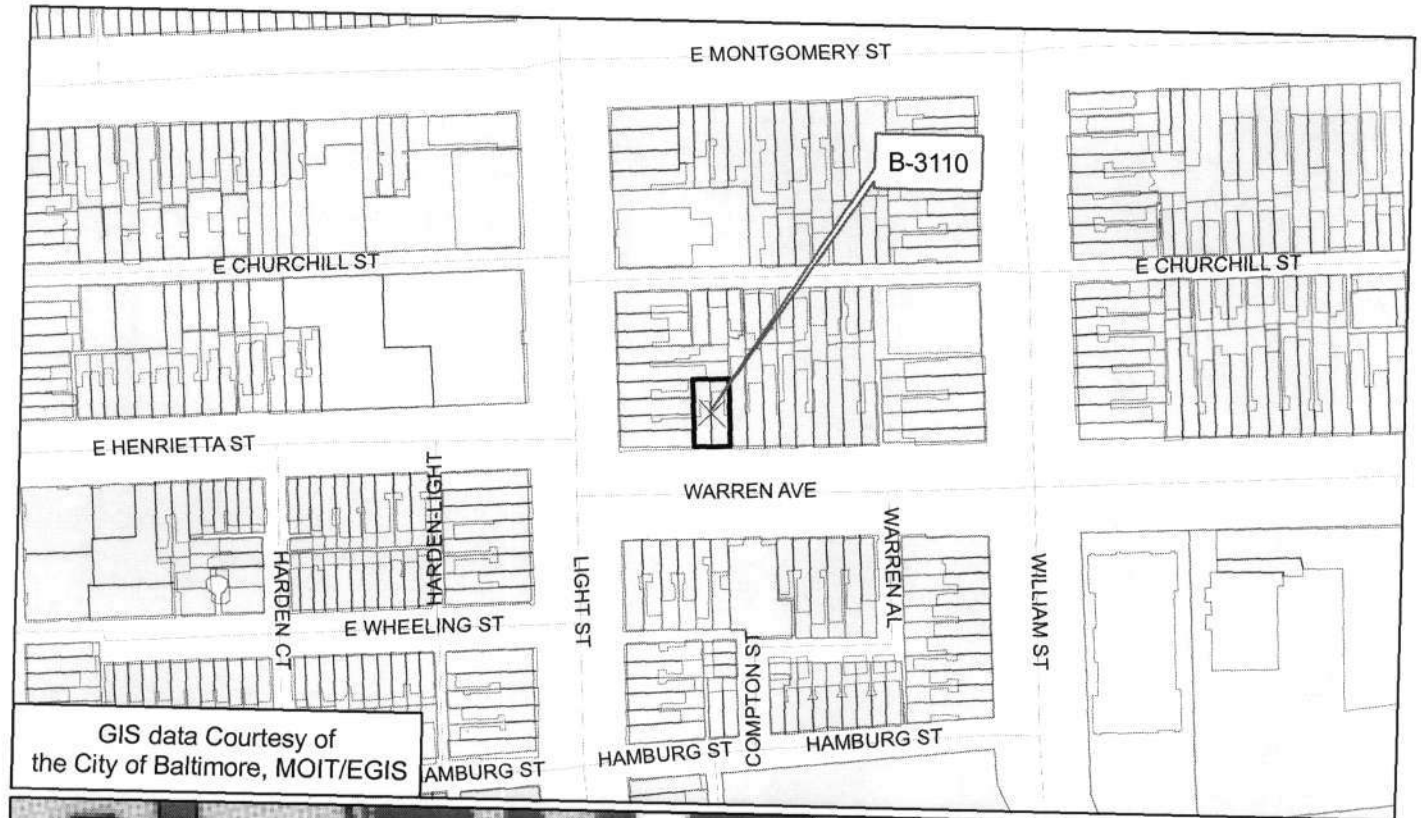 E MONTGOMERY ST
B-3110
E CHURCHILL ST
E CHURCHILL ST
E HENRIETTA ST
WARREN AVE
HARDEN-LIGHT
HARDEN CT
LIGHT ST
WARREN AL
WILLIAM ST
E WHEELING ST
COMPTON ST
GIS data Courtesy of
the City of Baltimore, MOIT/EGIS
HAMBURG ST
HAMBURG ST
HAMBURG ST